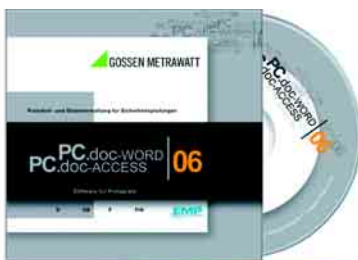 GOSSEN METRAWATT
Protokoll- und Datenverwaltung für Sicherheitsprüfungen
PC.doc-WORD
PC.doc-ACCESS
06
Software für Protokolle
EMP
PC.doc-WORD
PC.doc-ACCESS
06